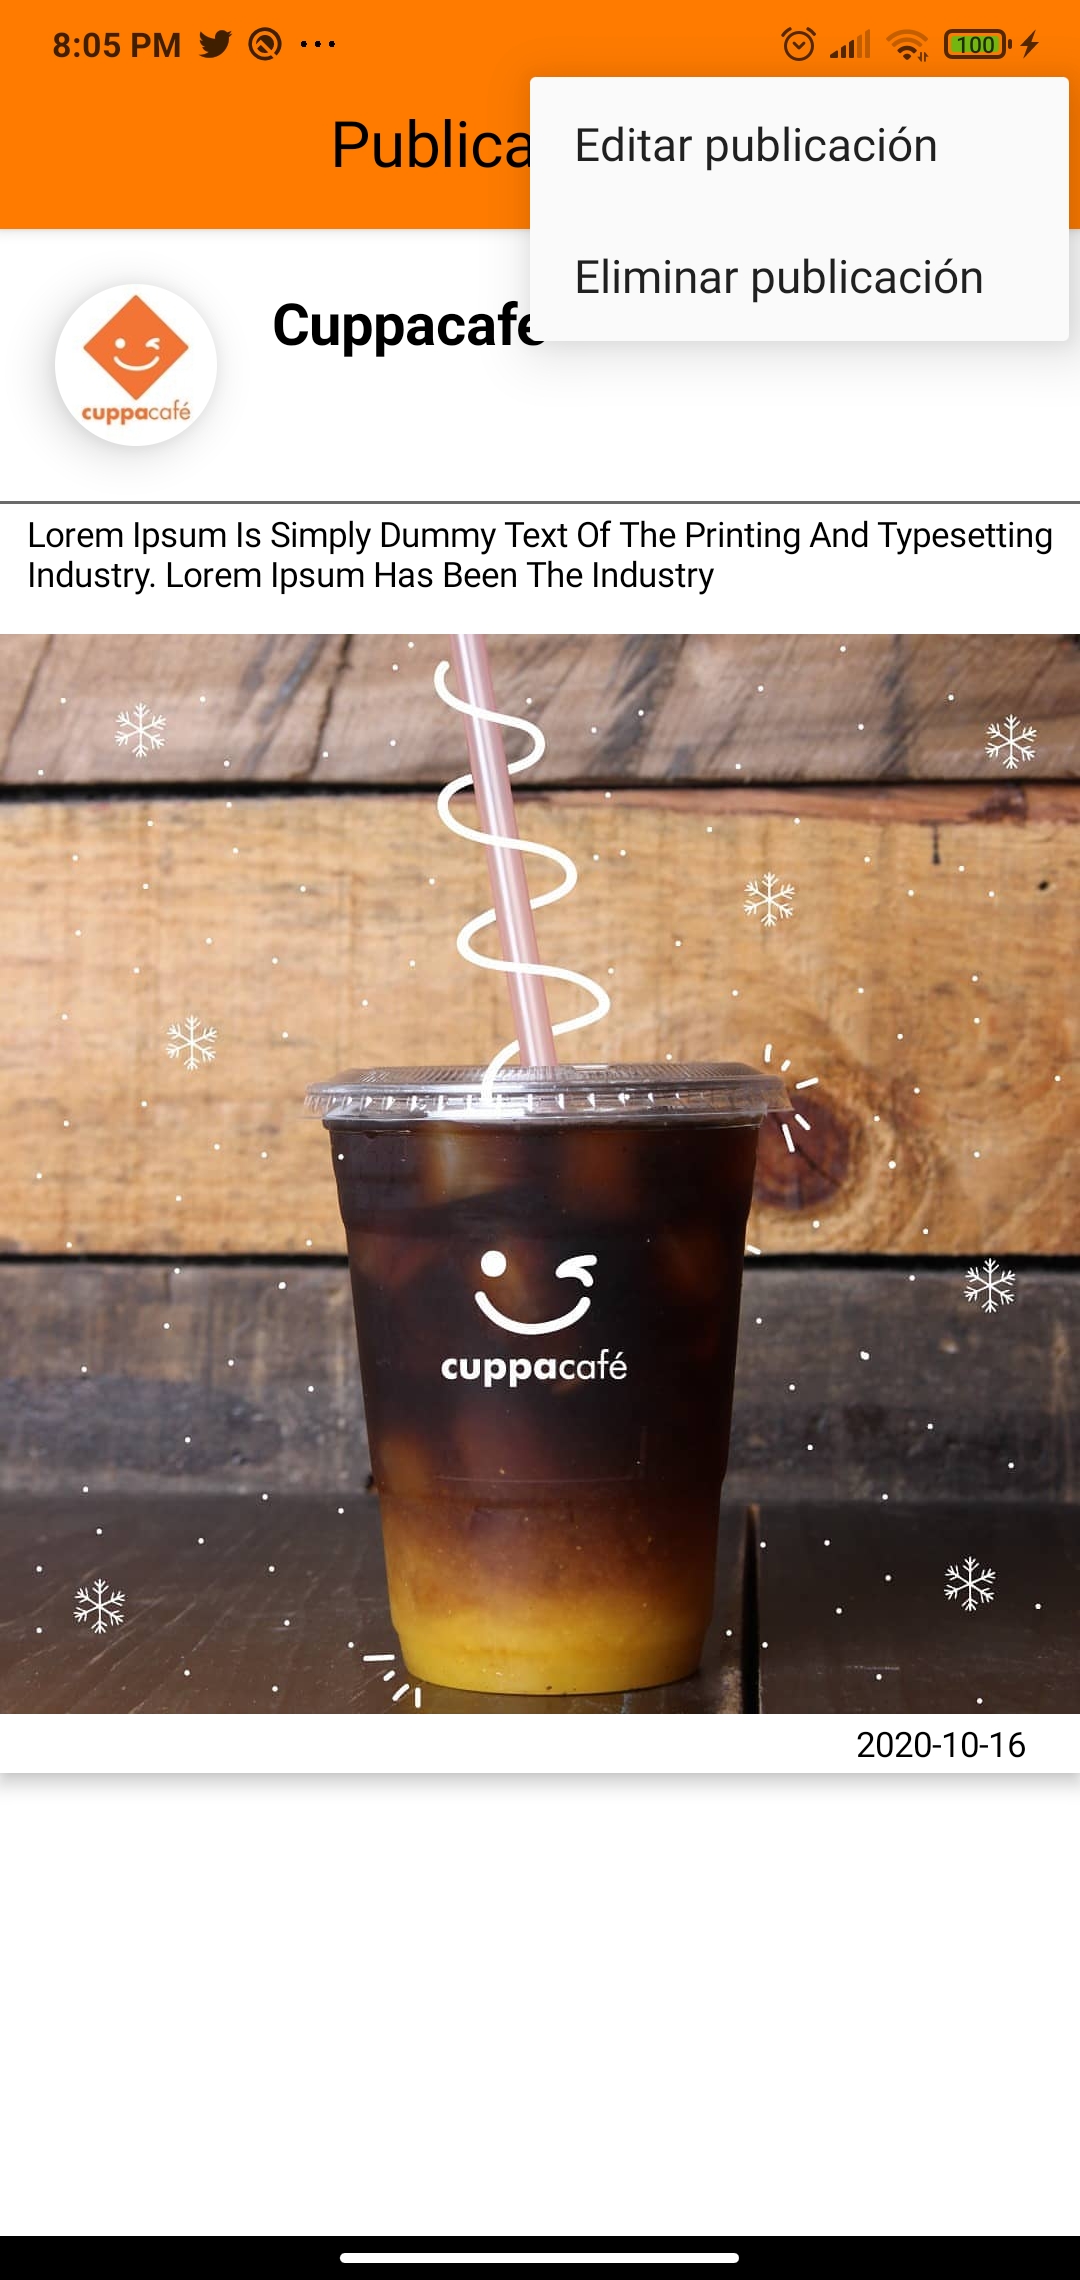 8:05 PM
100
Publica
Editar publicación
Eliminar publicación
Cuppacafe
cuppacafé
Lorem Ipsum Is Simply Dummy Text Of The Printing And Typesetting
Industry. Lorem Ipsum Has Been The Industry
cuppacafé
2020-10-16